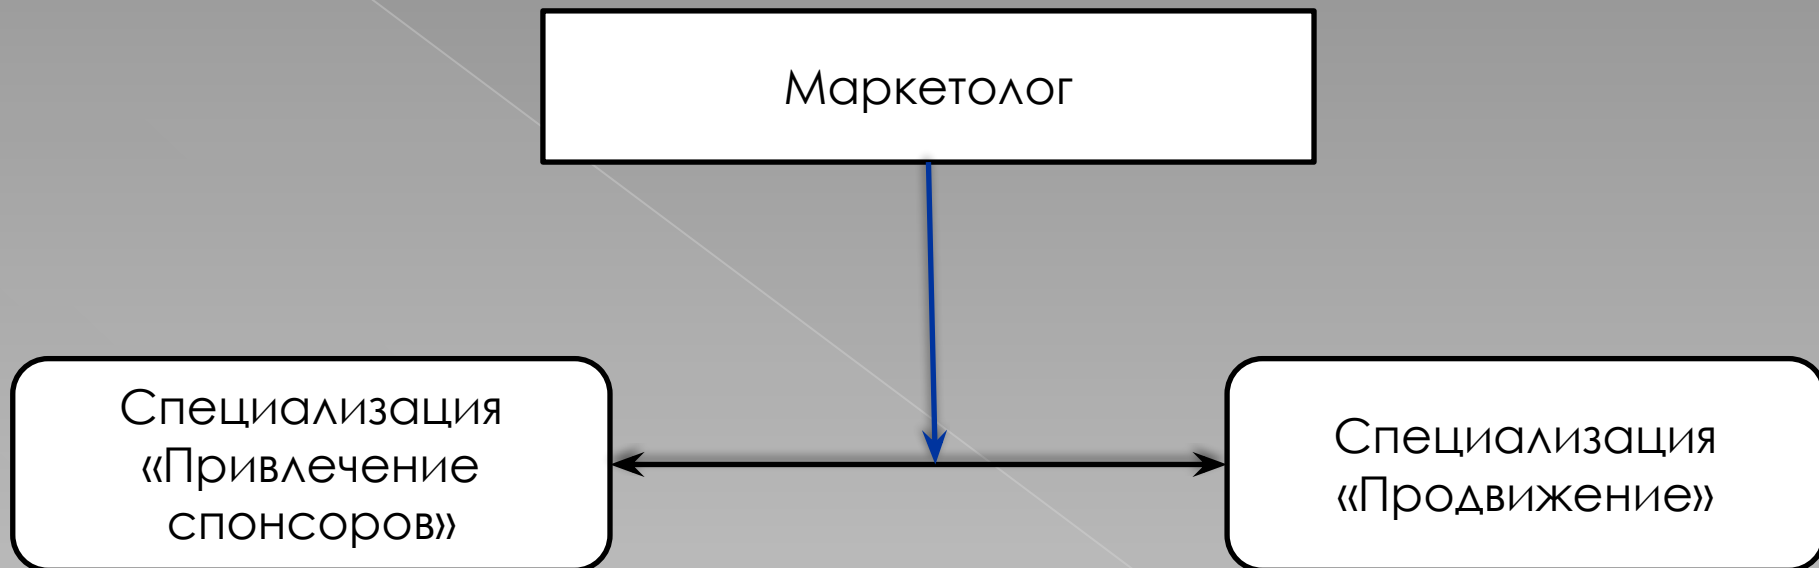 Маркетолог
Специализация
«Привлечение
спонсоров»
Специализация
«Продвижение»